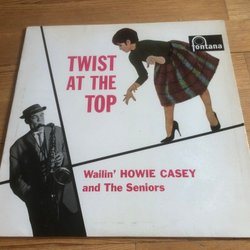 fontana
TWIST
AT THE
TOP
Wailin' HOWIE CASEY
and The Seniors